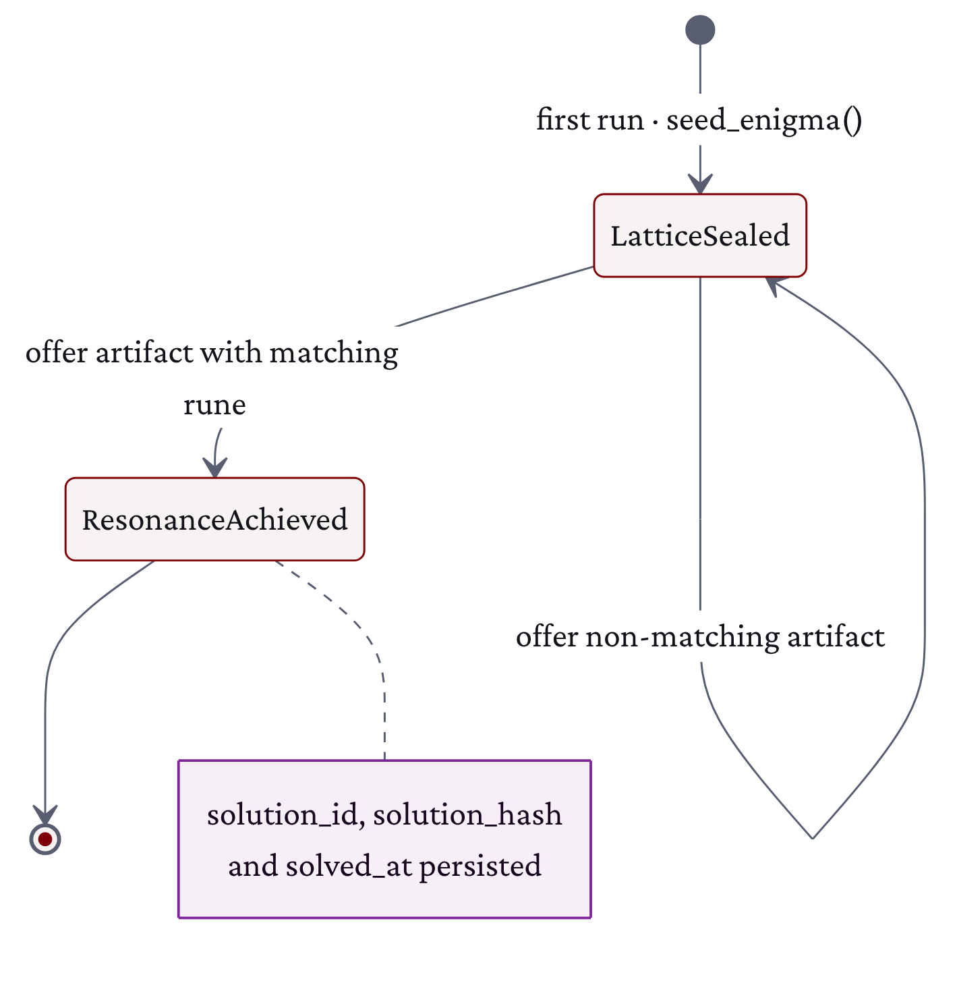 first run · seed_enigma()
LatticeSealed
offer artifact with matching
rune
ResonanceAchieved
offer non-matching artifact
solution_id, solution_hash
and solved_at persisted